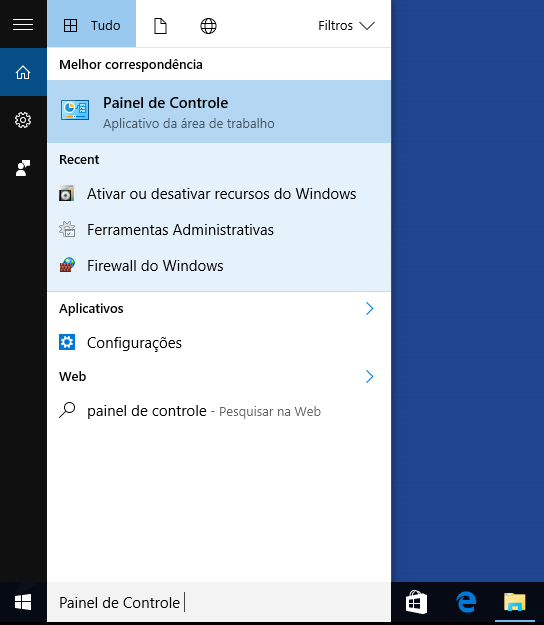 Tudo
Filtros
Melhor correspondência
Painel de Controle
Aplicativo da área de trabalho
Recent
Ativar ou desativar recursos do Windows
Ferramentas Administrativas
Firewall do Windows
Aplicativos
Configurações
Web
painel de controle - Pesquisar na Web
Painel de Controle